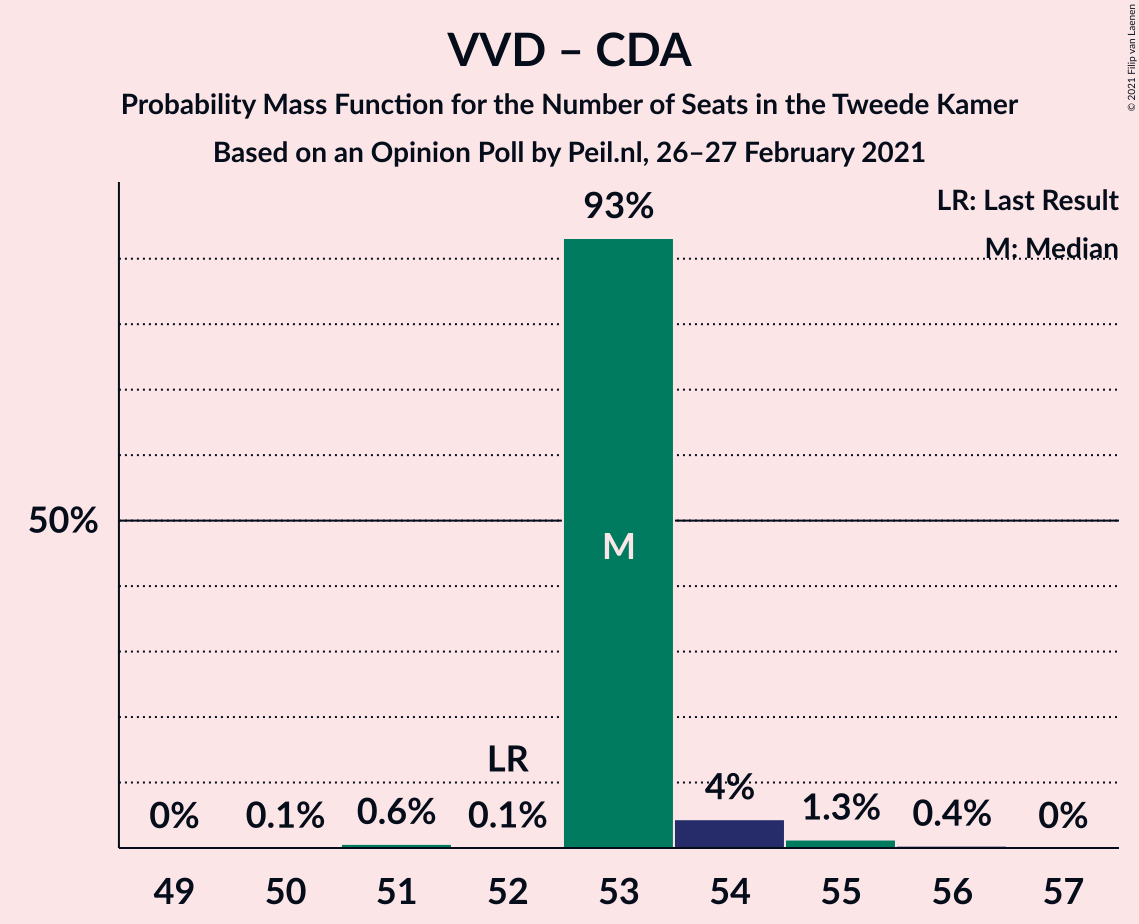 VVD – CDA
Probability Mass Function for the Number of Seats in the Tweede Kamer
Based on an Opinion Poll by Peil.nl, 26–27 February 2021
© 2021 Filip van Laenen
LR: Last Result
M: Median
93%
50%
M
LR
0% 0.1% 0.6% 0.1% 4% 1.3% 0.4% 0%
49 50 51 52 53 54 55 56 57